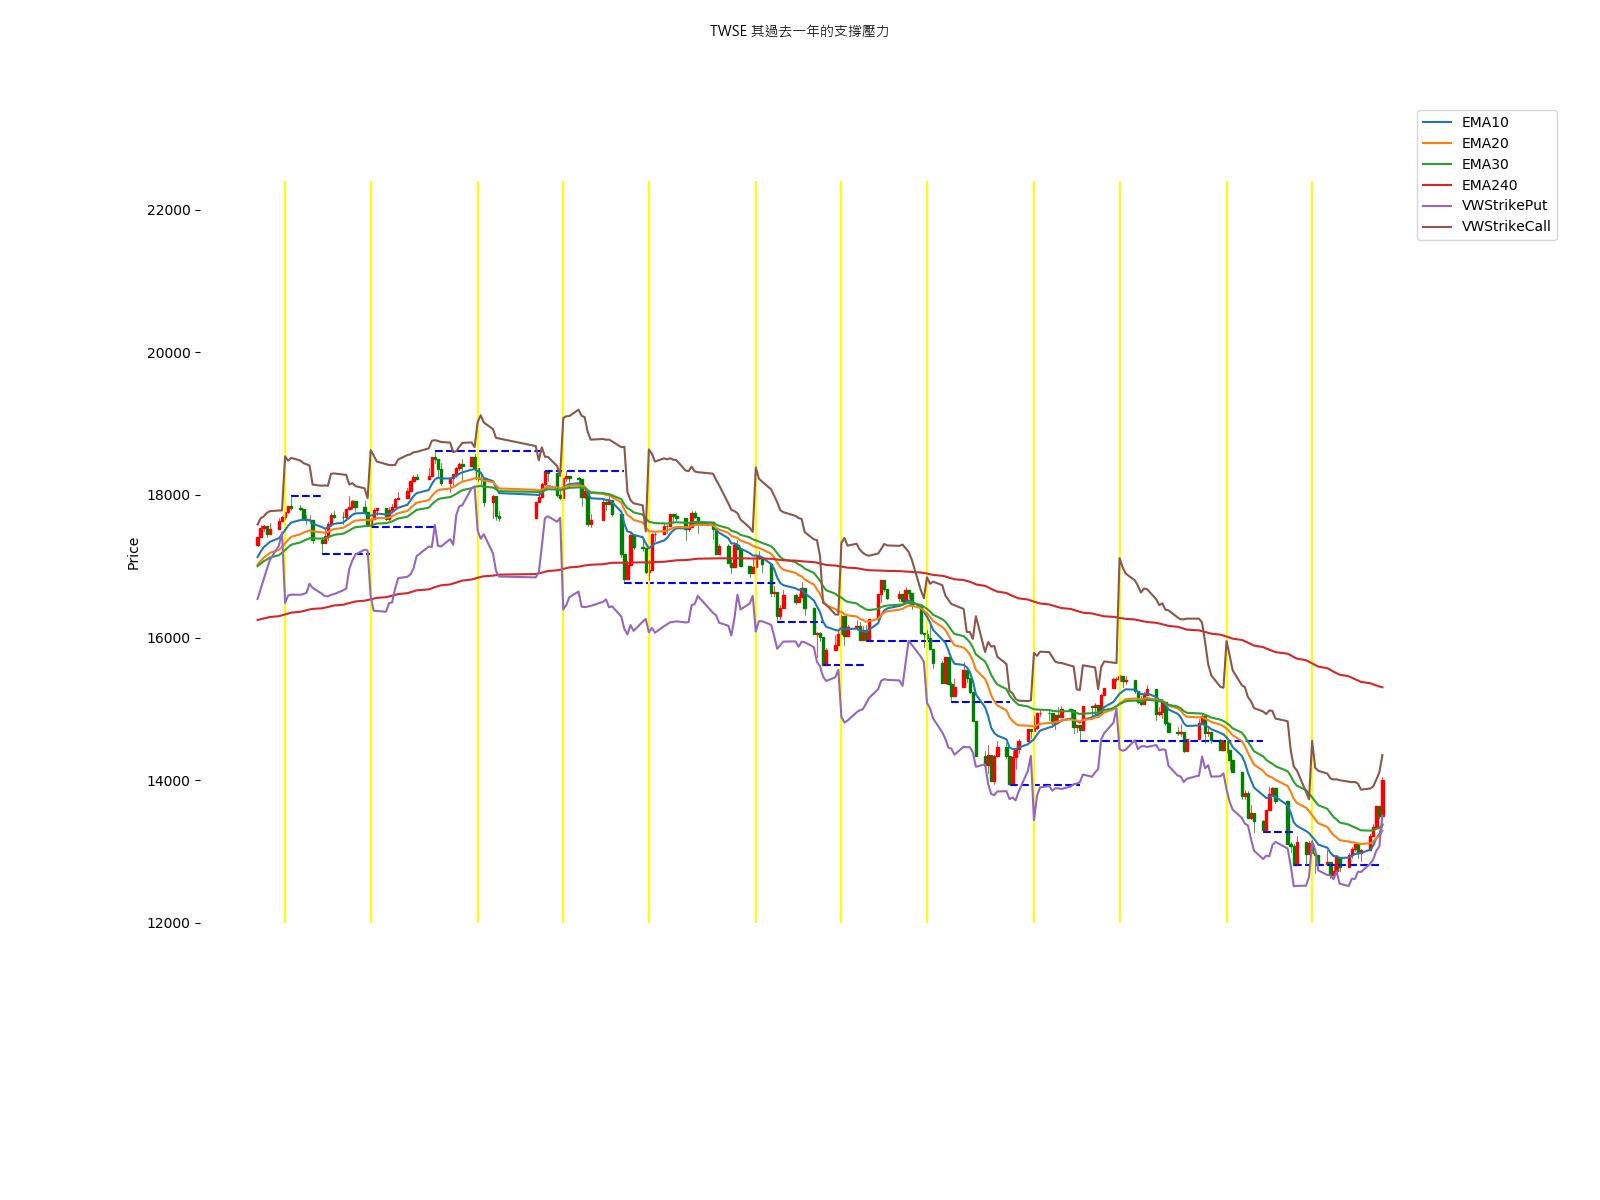 TWSE 其過去一年的支撐壓力
EMA10
EMA20
EMA30
EMA240
VWStrikePut
VWStrikeCall
22000
20000
18000
16000
14000
12000
Price